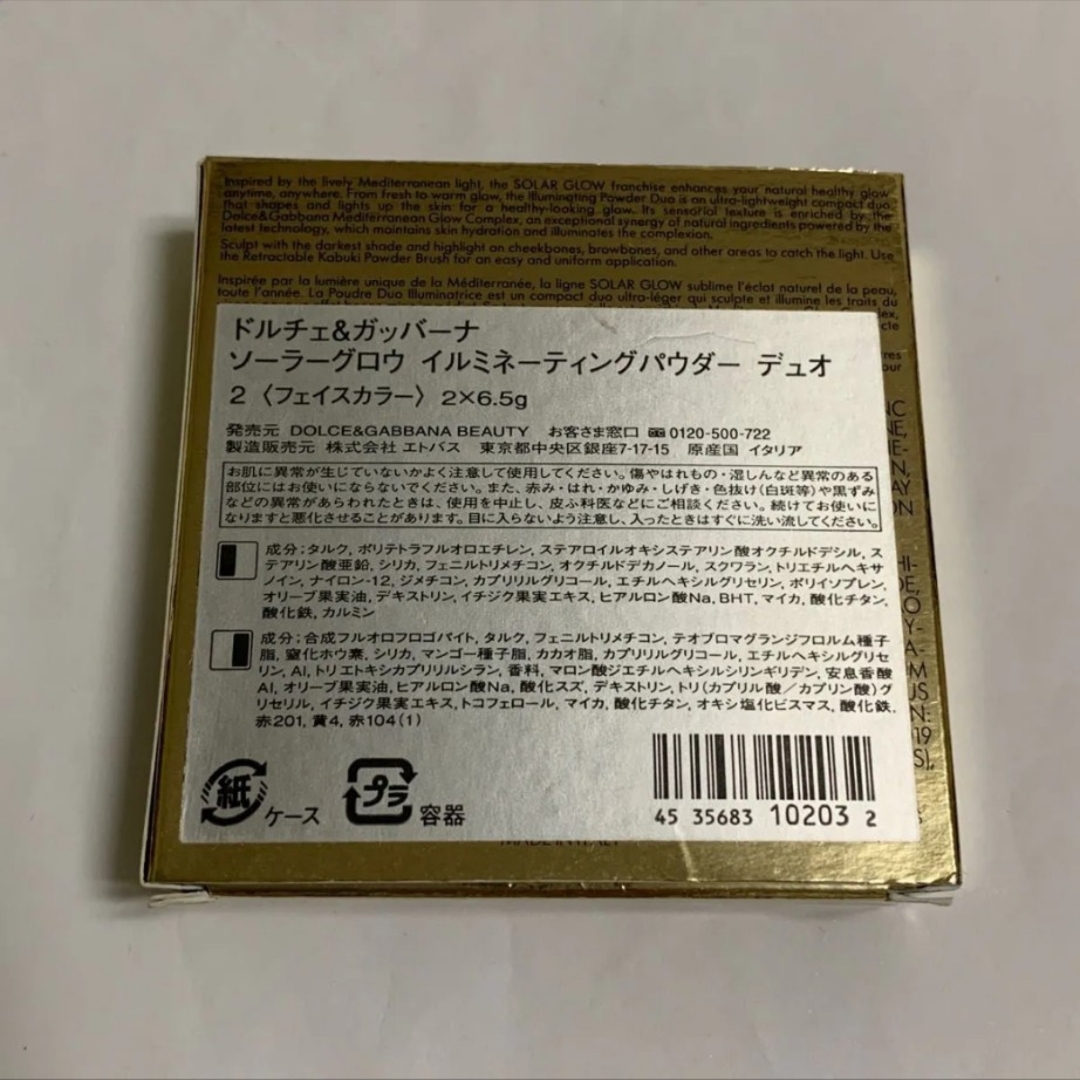 Inspired by the lively Mediterranean light, the SOLAR GLOW franchise enhances your natural healthy glow
anytime, anywhere. From fresh to warm glow, the Illuminating Powder Duo is an ultra-lightweight compact duo
that shapes and lights up the skin for a healthy-looking glow. Its sensorial texture is enriched by the
Dolce&Gabbana Mediterranean Glow Complex, an exceptional synergy of natural ingredients powered by the
latest technology, which maintains skin hydration and illuminates the complexion.
Sculpt with the darkest shade and highlight on cheekbones, browbones, and other areas to catch the light. Use
the Retractable Kabuki Powder Brush for an easy and uniform application.
Inspirée par la lumière unique de la Méditerranée, la ligne SOLAR GLOW sublime l'éclat naturel de la peau,
toute l'année. La Poudre Duo Illuminatrice est un compact duo ultra-léger qui sculpte et illumine les traits du
ドルチェ&ガッバーナ
ソーラーグロウ イルミネーティングパウダー デュオ
2 〈フェイスカラー〉 2×6.5g
発売元 DOLCE&GABBANA BEAUTY お客さま窓口 0120-500-722
製造販売元 株式会社 エトバス 東京都中央区銀座7-17-15 原産国 イタリア
お肌に異常が生じていないかよく注意して使用してください。傷やはれもの・湿しんなど異常のある
部位にはお使いにならないでください。また、赤み・はれ・かゆみ・しげき・色抜け(白斑等)や黒ずみ
などの異常があらわれたときは、使用を中止し、皮ふ科医などにご相談ください。続けてお使いに
なりますと悪化させることがあります。目に入らないよう注意し、入ったときはすぐに洗い流してください。
成分;タルク, ポリテトラフルオロエチレン, ステアロイルオキシステアリン酸オクチルドデシル, ス
テアリン酸亜鉛, シリカ, フェニルトリメチコン, オクチルドデカノール, スクワラン, トリエチルヘキサ
ノイン, ナイロン-12, ジメチコン, カプリリルグリコール, エチルヘキシルグリセリン, ポリイソプレン,
オリーブ果実油, デキストリン, イチジク果実エキス, ヒアルロン酸Na, BHT, マイカ, 酸化チタン,
酸化鉄, カルミン
成分;合成フルオロフロゴパイト, タルク, フェニルトリメチコン, テオブロマグランジフロルム種子
脂, 窒化ホウ素, シリカ, マンゴー種子脂, カカオ脂, カプリリルグリコール, エチルヘキシルグリセ
リン, Al, トリエトキシカプリリルシラン, 香料, マロン酸ジエチルヘキシルシリンギリデン, 安息香酸
Al, オリーブ果実油, ヒアルロン酸Na, 酸化スズ, デキストリン, トリ(カプリル酸/カプリン酸)グ
リセリル, イチジク果実エキス, トコフェロール, マイカ, 酸化チタン, オキシ塩化ビスマス, 酸化鉄,
赤201, 黄4, 赤104(1)
紙 ケース プラ 容器
45 35683 10203 2
MADE IN ITALY